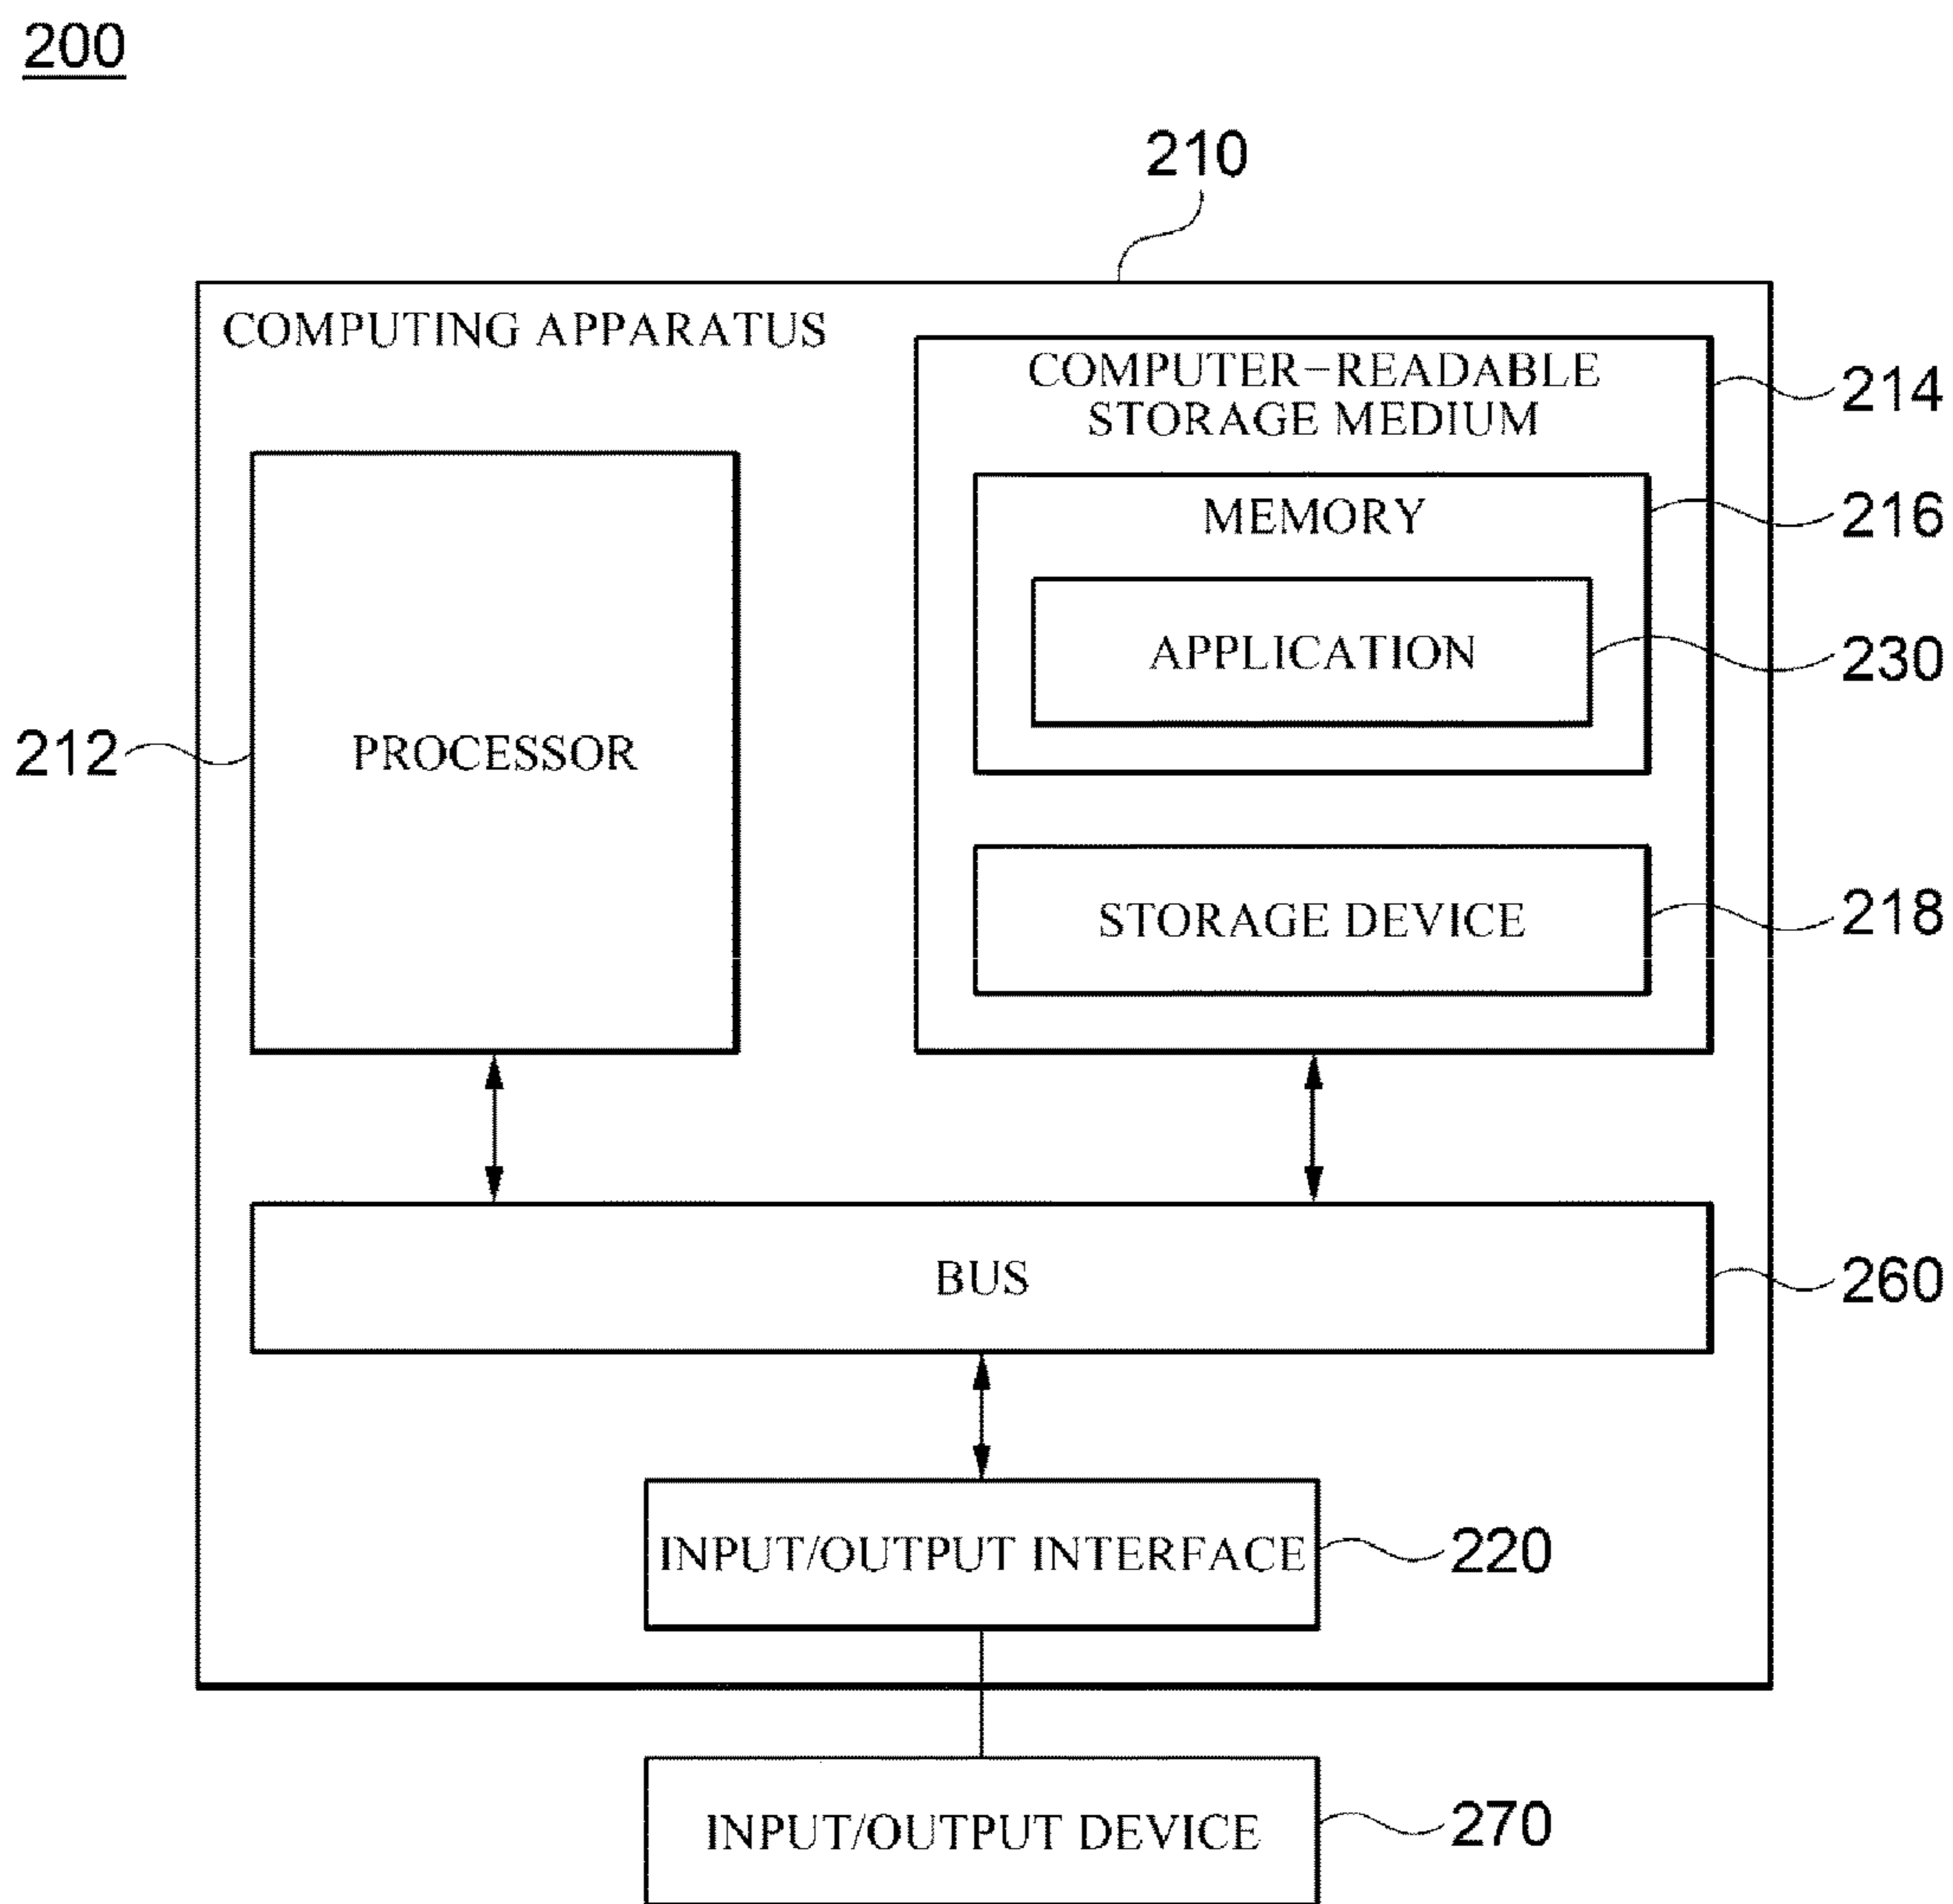 200
210
COMPUTING APPARATUS
COMPUTER-READABLE
STORAGE MEDIUM
214
MEMORY
216
APPLICATION
230
212
PROCESSOR
STORAGE DEVICE
218
BUS
260
INPUT/OUTPUT INTERFACE
220
INPUT/OUTPUT DEVICE
270